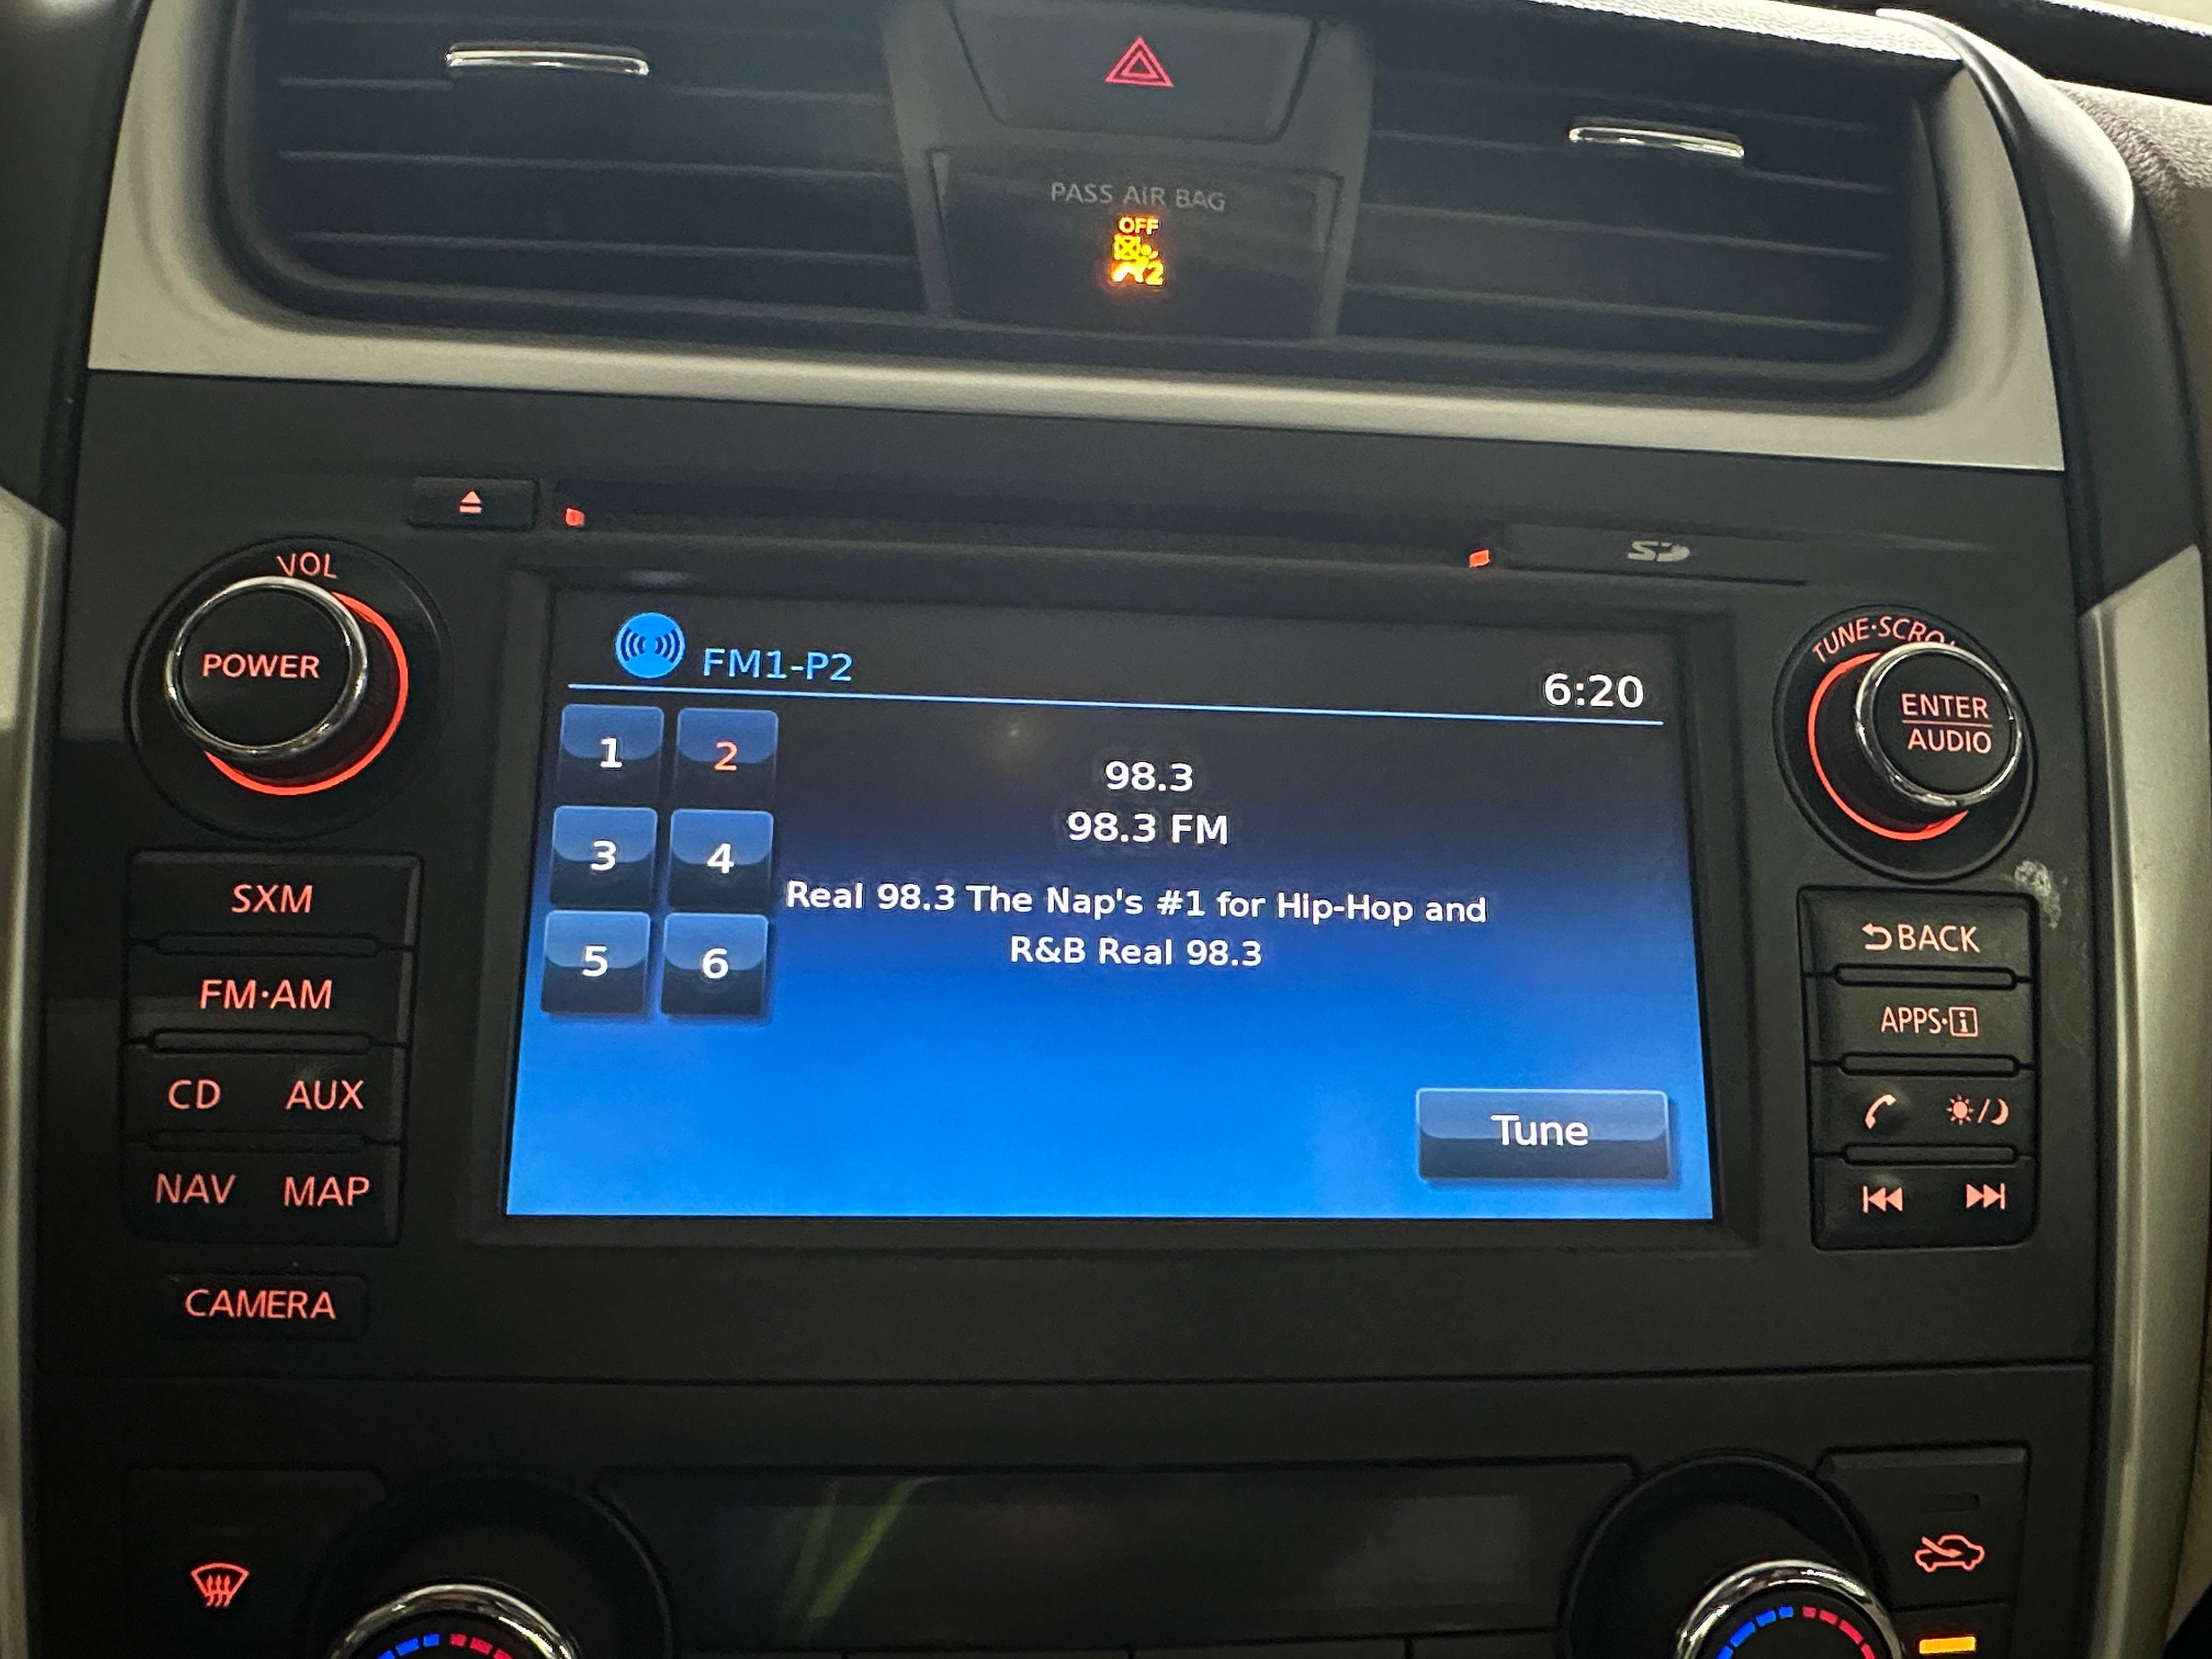 PASS AIR BAG
OFF
2
SD
VOL
POWER
TUNE·SCROL
ENTER
AUDIO
FM1-P2
6:20
1
2
3
4
5
6
98.3
98.3 FM
Real 98.3 The Nap's #1 for Hip-Hop and
R&B Real 98.3
Tune
SXM
FM·AM
CD AUX
NAV MAP
CAMERA
BACK
APPS·i